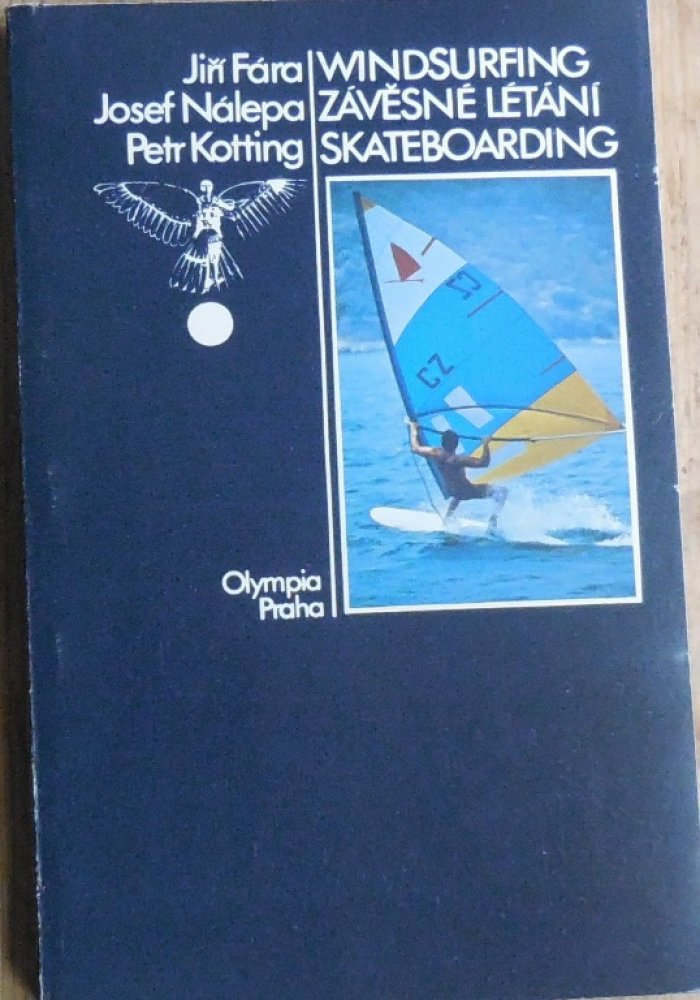 Jiří Fára
Josef Nálepa
Petr Kotting
WINDSURFING
ZÁVĚSNÉ LÉTÁNÍ
SKATEBOARDING
CZ
Olympia
Praha